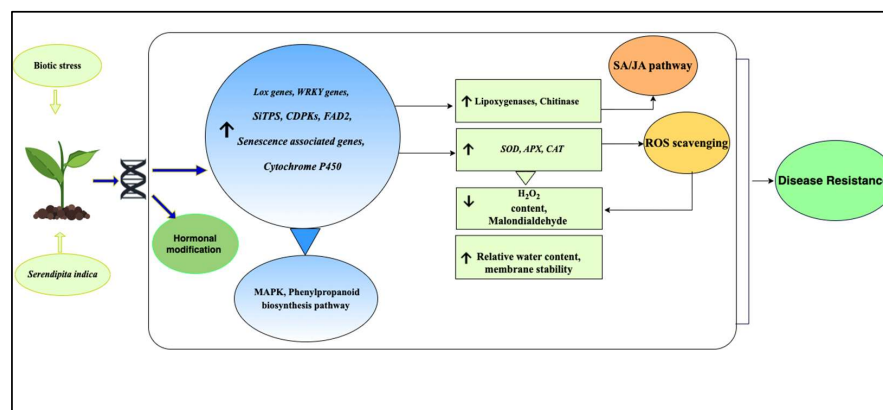 Biotic stress
Serendipita indica
Hormonal
modification
↑
Lox genes, WRKY genes,
SiTPS, CDPKs, FAD2,
Senescence associated genes,
Cytochrome P450
MAPK, Phenylpropanoid
biosynthesis pathway
↑ Lipoxygenases, Chitinase
↑ SOD, APX, CAT
↓
H₂O₂
content,
Malondialdehyde
↑ Relative water content,
membrane stability
SA/JA pathway
ROS scavenging
Disease Resistance